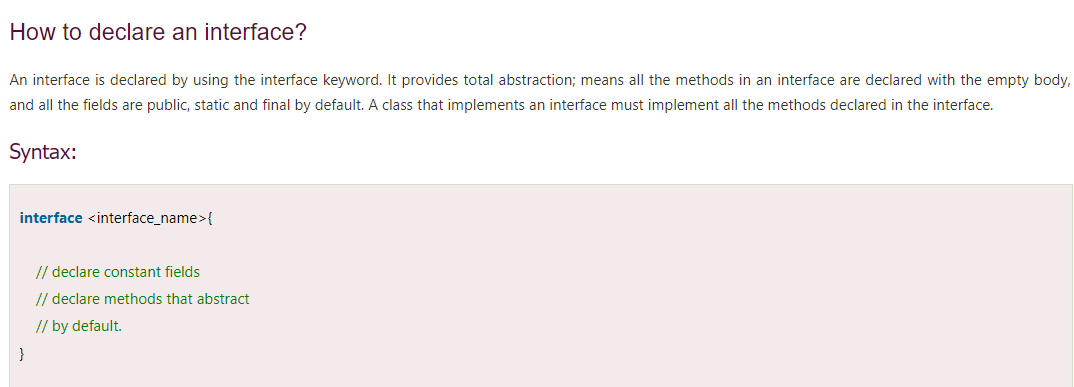 How to declare an interface?
An interface is declared by using the interface keyword. It provides total abstraction; means all the methods in an interface are declared with the empty body,
and all the fields are public, static and final by default. A class that implements an interface must implement all the methods declared in the interface.
Syntax:
interface <interface_name>{
// declare constant fields
// declare methods that abstract
// by default.
}